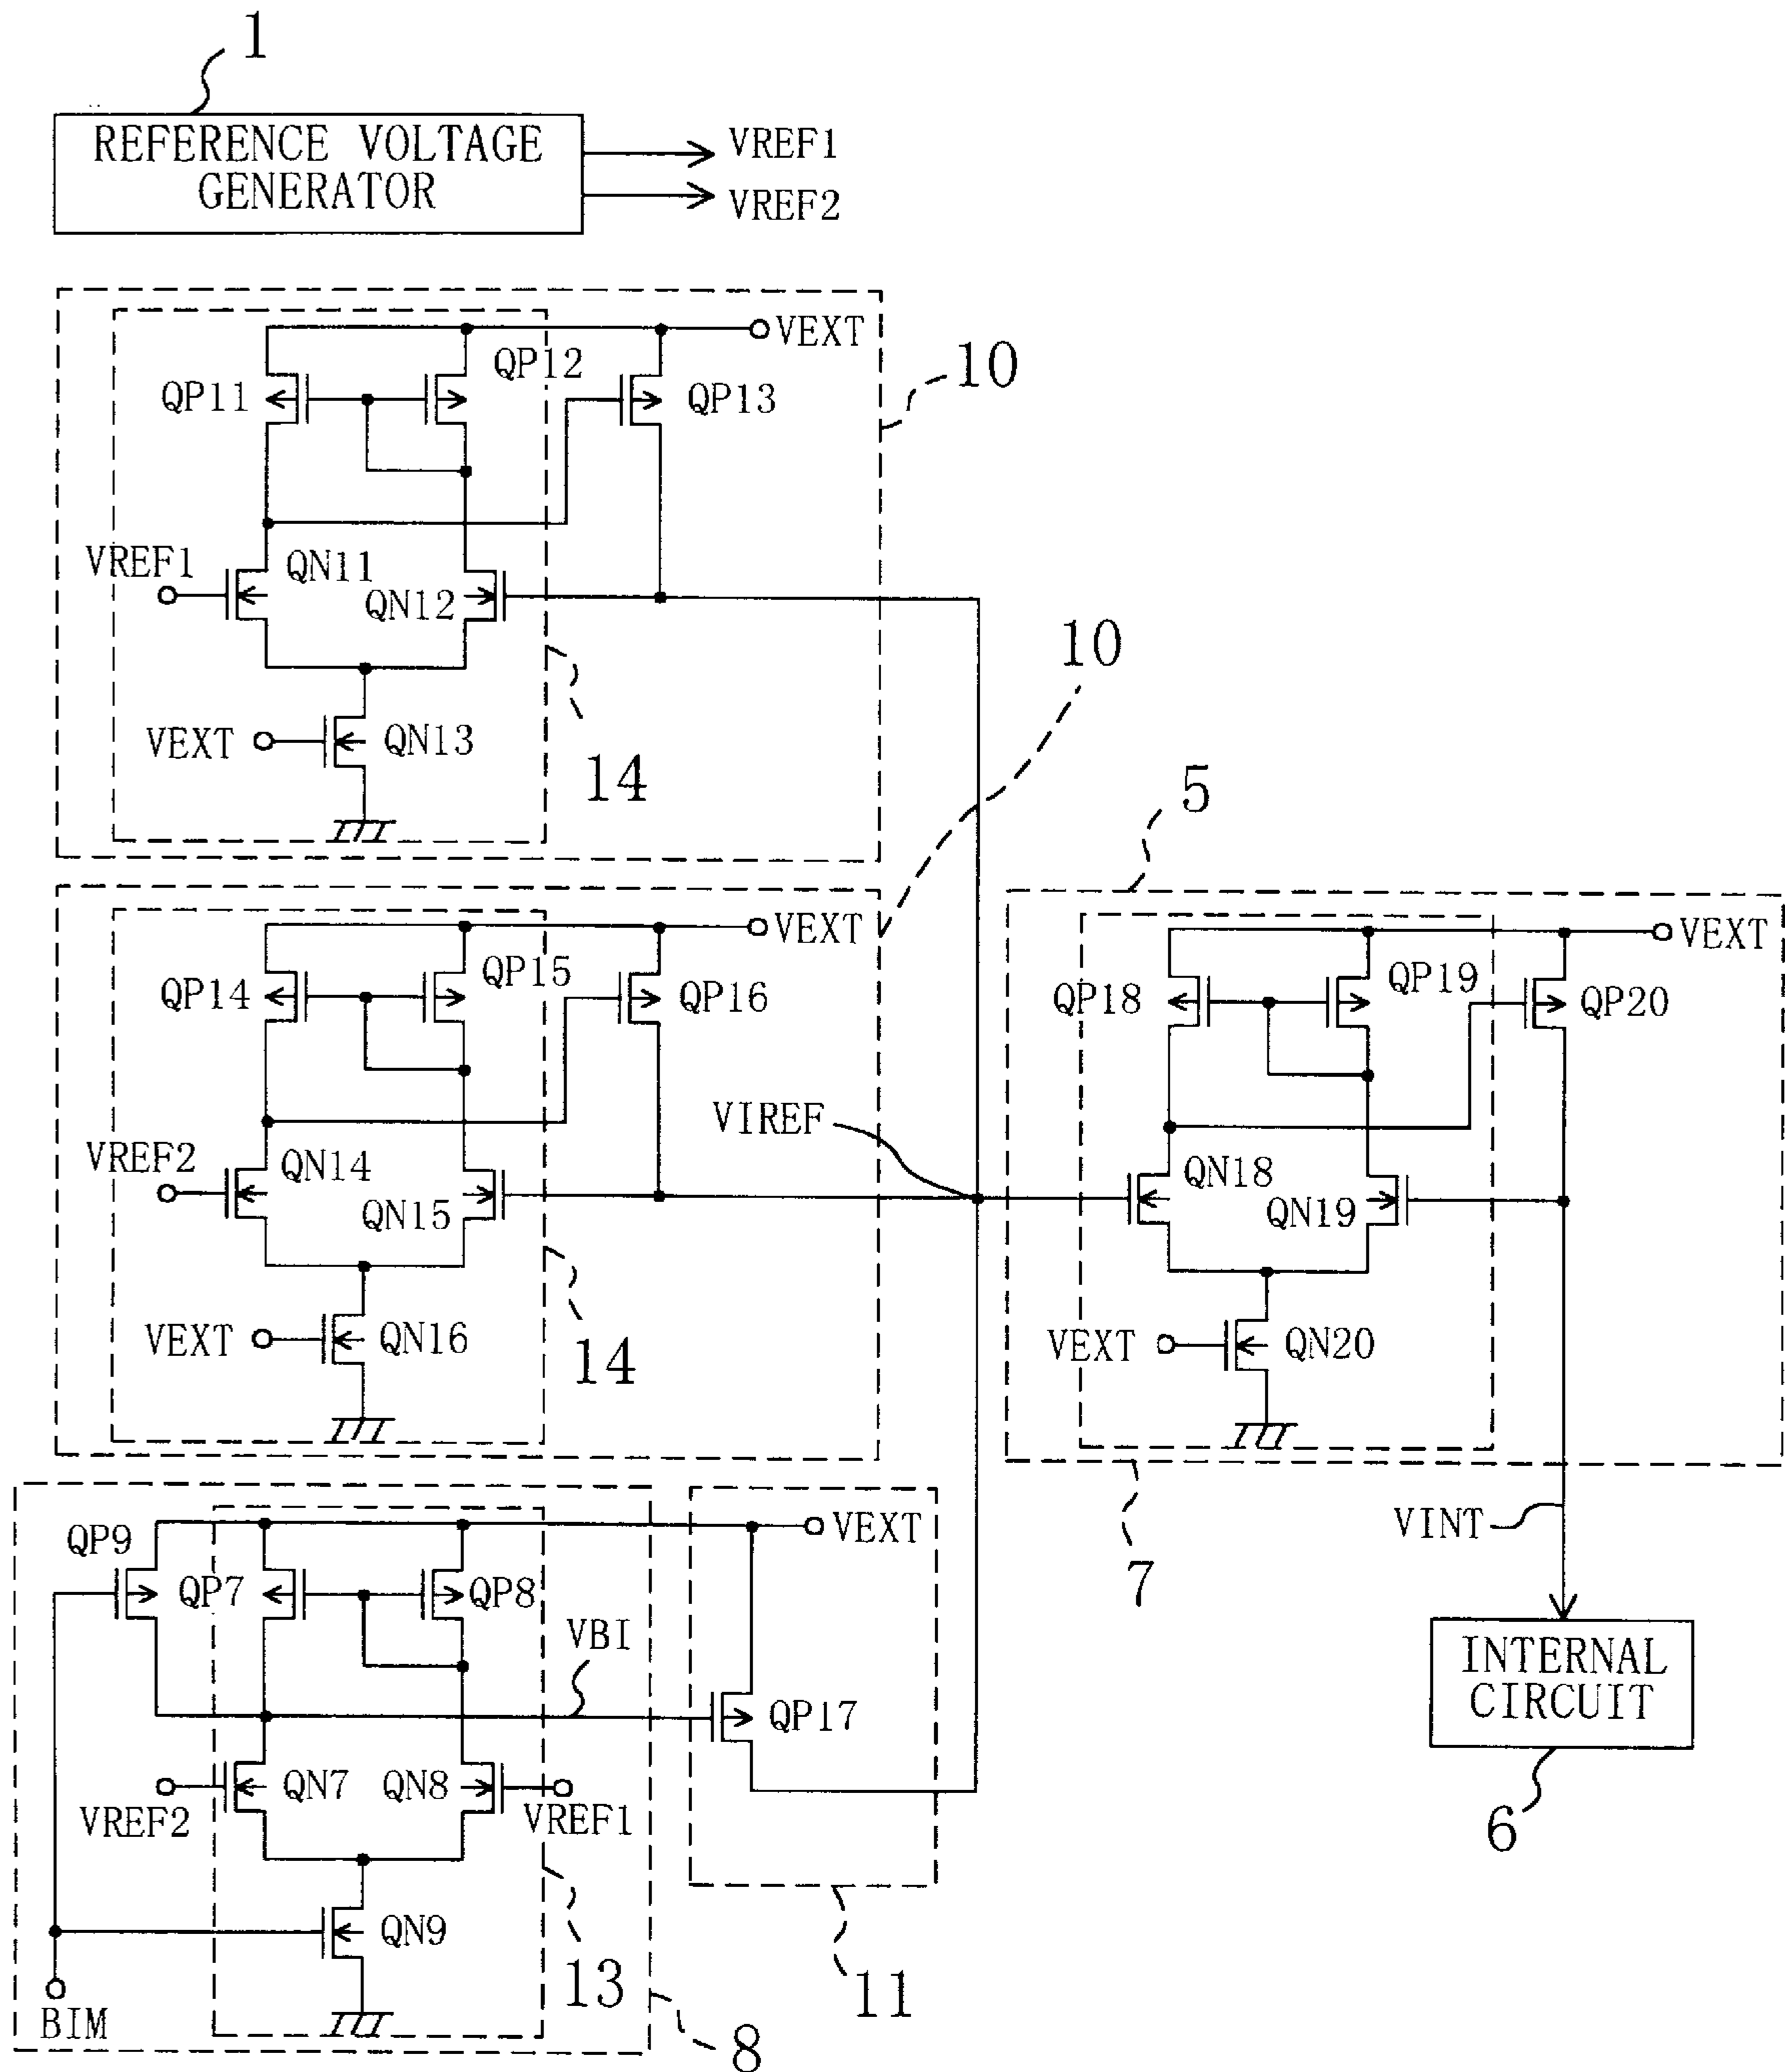 1
REFERENCE VOLTAGE
GENERATOR
VREF1
VREF2
VEXT
QP11
QP12
QP13
10
VREF1
QN11
QN12
10
VEXT
QN13
14
5
VEXT
VEXT
QP14
QP15
QP16
QP18
QP19
QP20
VIREF
VREF2
QN14
QN15
QN18
QN19
VEXT
QN16
14
VEXT
QN20
VEXT
VINT
7
QP9
QP7
QP8
VBI
QP17
INTERNAL
CIRCUIT
QN7
QN8
VREF2
VREF1
6
QN9
13
11
BIM
8